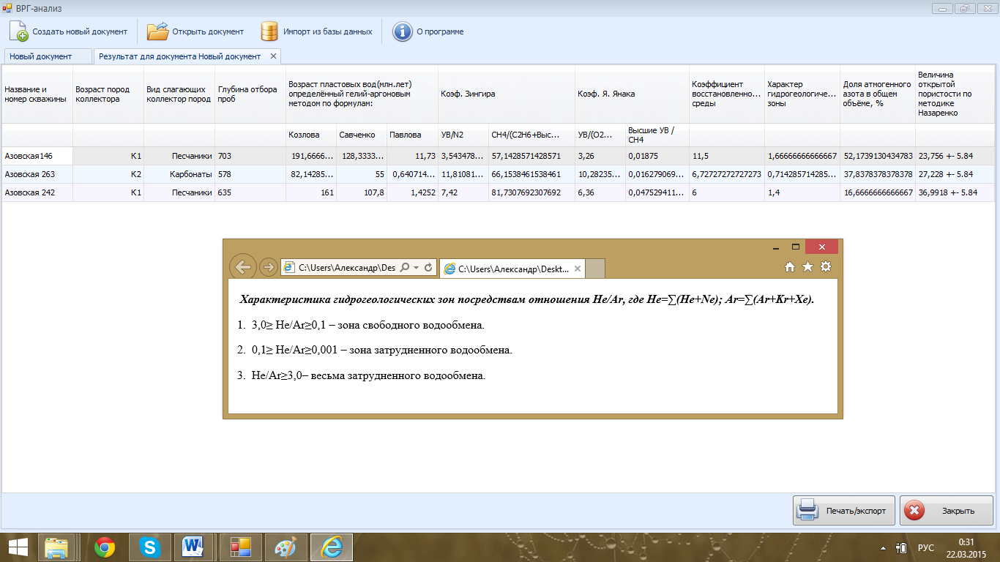 ВРГ-анализ
Создать новый документ Открыть документ Импорт из базы данных О программе
Новый документ Результат для документа Новый документ
Название и номер скважины
Возраст пород коллектора
Вид слагающих коллектор пород
Глубина отбора проб
Возраст пластовых вод(млн.лет) определённый гелий-аргоновым методом по формулам:
Коэф. Зингира
Коэф. Я. Янака
Коэффициент восстановленно... среды
Характер гидрогеологиче... зоны
Доля атмогенного азота в общем объёме, %
Величина открытой пористости по методике Назаренко
Козлова Савченко Павлова УВ/N2 CH4/(C2H6+Выс... УВ/(O2... Высшие УВ / CH4
Азовская146 K1 Песчаники 703 191,6666... 128,3333... 11,73 3,543478... 57,1428571428571 3,26 0,01875 11,5 1,66666666666667 52,1739130434783 23,756 +- 5.84
Азовская 263 K2 Карбонаты 578 82,14285... 55 0,640714... 11,81081... 66,1538461538461 10,28235... 0,016279069... 6,72727272727273 0,714285714285... 37,8378378378378 27,228 +- 5.84
Азовская 242 K1 Песчаники 635 161 107,8 1,4252 7,42 81,7307692307692 6,36 0,047529411... 6 1,4 16,6666666666667 36,9918 +- 5.84
C:\Users\Александр\Des C:\Users\Александр\Deskt...
Характеристика гидрогеологических зон посредствам отношения He/Ar, где He=∑(He+Ne); Ar=∑(Ar+Kr+Xe).
1. 3,0≥ He/Ar≥0,1 – зона свободного водообмена.
2. 0,1≥ He/Ar≥0,001 – зона затрудненного водообмена.
3. He/Ar≥3,0– весьма затрудненного водообмена.
Печать/экспорт Закрыть
РУС
0:31
22.03.2015